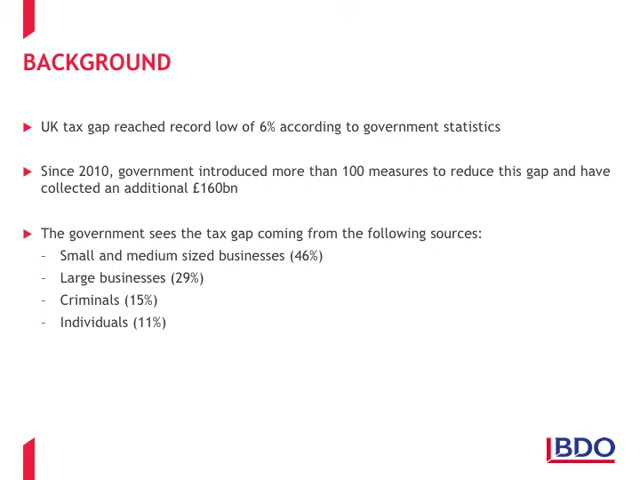 BACKGROUND
UK tax gap reached record low of 6% according to government statistics
Since 2010, government introduced more than 100 measures to reduce this gap and have
collected an additional £160bn
The government sees the tax gap coming from the following sources:
- Small and medium sized businesses (46%)
- Large businesses (29%)
- Criminals (15%)
- Individuals (11%)
BDO